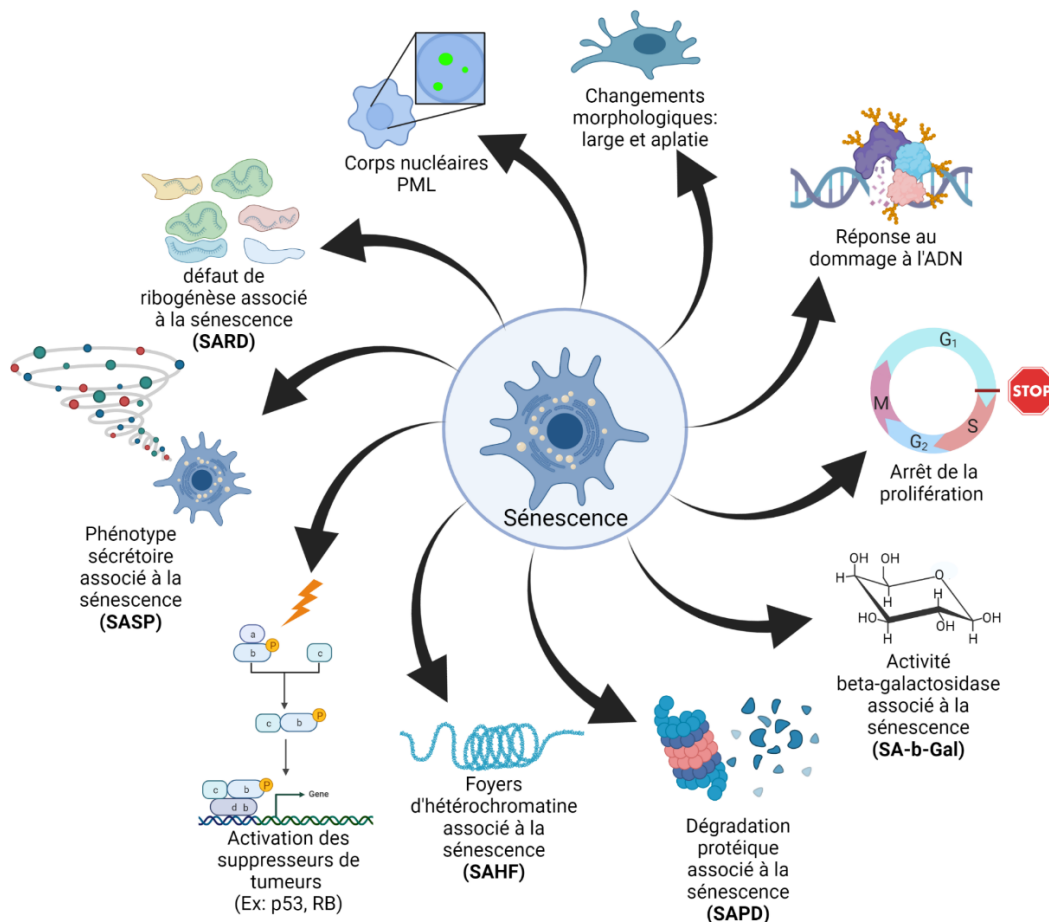 Changements
morphologiques:
large et aplatie
Corps nucléaires
PML
Réponse au
dommage à l'ADN
défaut de
ribogénèse associé
à la sénescence
(SARD)
G1
STOP
M
S
G2
Arrêt de la
prolifération
Sénescence
Phénotype
sécrétoire
associé à la
sénescence
(SASP)
OH
OH
O
H
H
HO
H
HO
OH
OH
H
H
Activité
beta-galactosidase
associé à la
sénescence
(SA-b-Gal)
a
b
P
c
c
b
P
c
b
P
d b
Gene
Activation des
suppresseurs de
tumeurs
(Ex: p53, RB)
Foyers
d'hétérochromatine
associé à la
sénescence
(SAHF)
Dégradation
protéique
associé à la
sénescence
(SAPD)